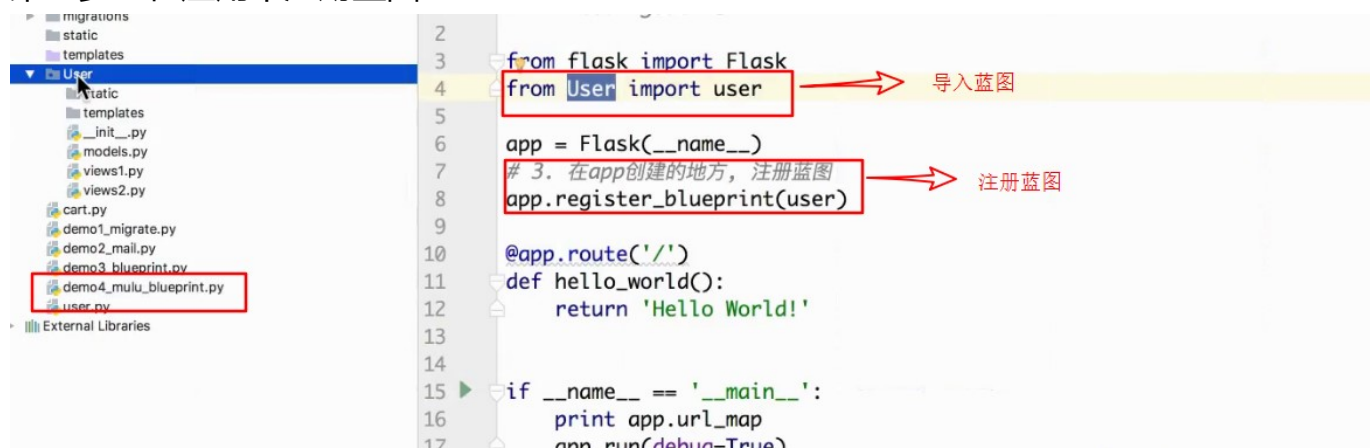 migrations
static
templates
User
static
templates
__init__.py
models.py
views1.py
views2.py
cart.py
demo1_migrate.py
demo2_mail.py
demo3_blueprint.py
demo4_mulu_blueprint.py
user.py
External Libraries
2
3 from flask import Flask
4 from User import user
导入蓝图
5
6 app = Flask(__name__)
7 # 3. 在app创建的地方, 注册蓝图
注册蓝图
8 app.register_blueprint(user)
9
10 @app.route('/')
11 def hello_world():
12 return 'Hello World!'
13
14
15 if __name__ == '__main__':
16 print app.url_map
17 app.run(debug=True)